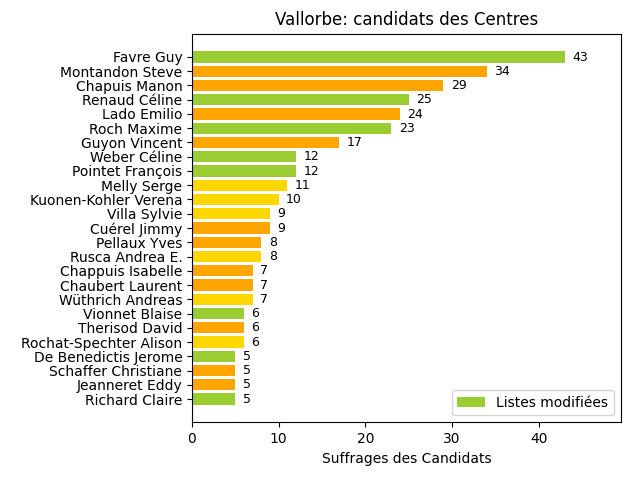 Vallorbe: candidats des Centres
Favre Guy 43
Montandon Steve 34
Chapuis Manon 29
Renaud Céline 25
Lado Emilio 24
Roch Maxime 23
Guyon Vincent 17
Weber Céline 12
Pointet François 12
Melly Serge 11
Kuonen-Kohler Verena 10
Villa Sylvie 9
Cuérel Jimmy 9
Pellaux Yves 8
Rusca Andrea E. 8
Chappuis Isabelle 7
Chaubert Laurent 7
Wüthrich Andreas 7
Vionnet Blaise 6
Therisod David 6
Rochat-Spechter Alison 6
De Benedictis Jerome 5
Schaffer Christiane 5
Jeanneret Eddy 5
Richard Claire 5
Listes modifiées
0 10 20 30 40
Suffrages des Candidats